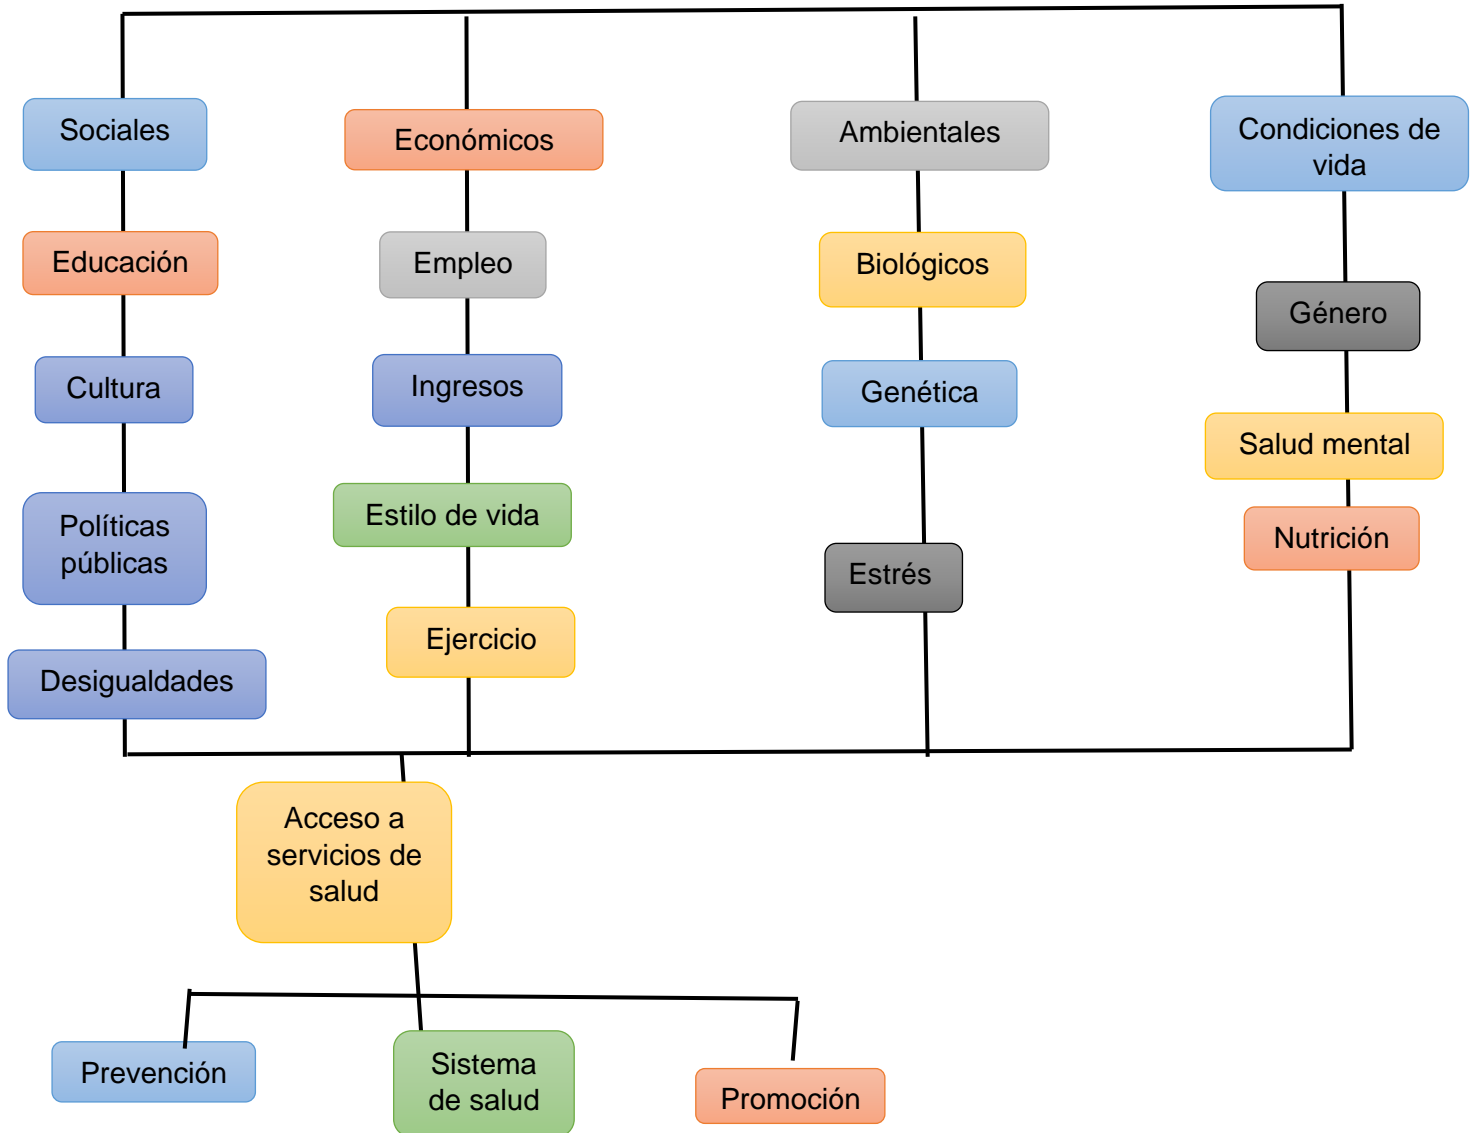 Sociales
Educación
Cultura
Políticas
públicas
Desigualdades
Económicos
Empleo
Ingresos
Estilo de vida
Ejercicio
Ambientales
Biológicos
Genética
Estrés
Condiciones de
vida
Género
Salud mental
Nutrición
Acceso a
servicios de
salud
Prevención
Sistema
de salud
Promoción